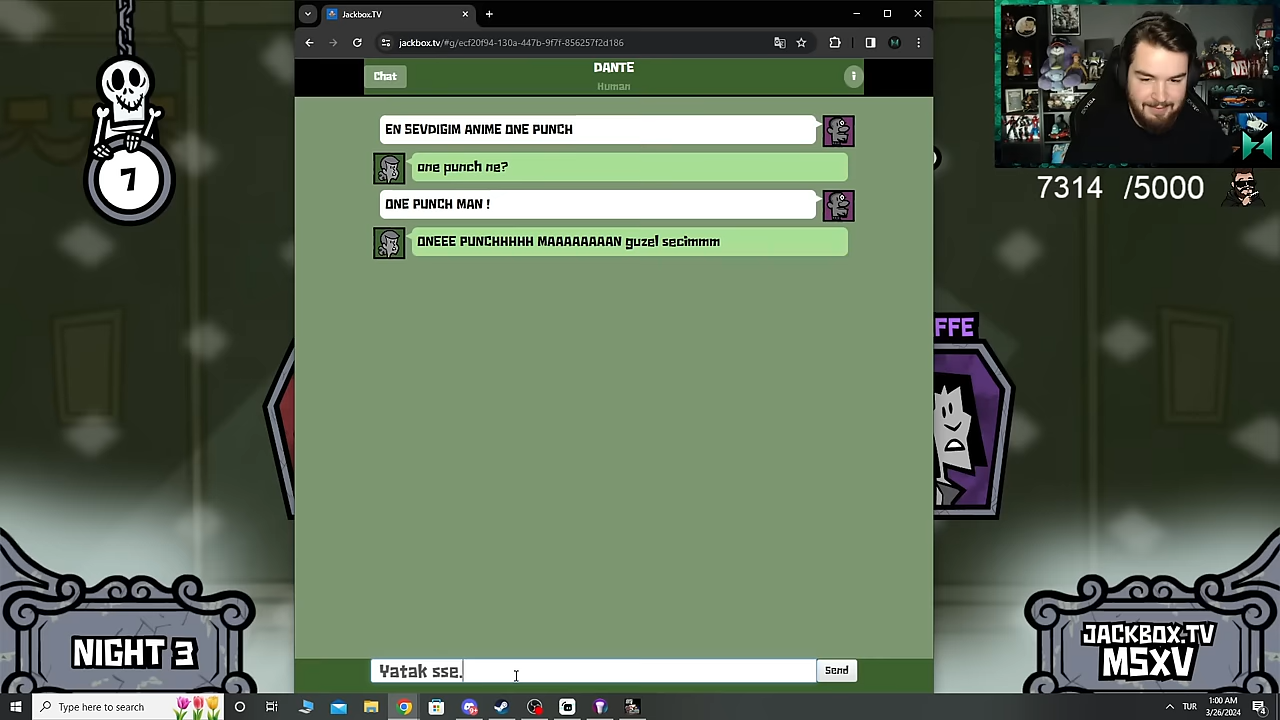 Jackbox.TV
jackbox.tv/#g/ecf20f94-130a-447a-9f7f-856257f2d18f
Chat
DANTE
Human
EN SEVDIGIM ANIME ONE PUNCH
one punch ne?
ONE PUNCH MAN !
ONEEE PUNCHHHHH MAAAAAAAAN guzel secimmm
7
7314 /5000
FFE
NIGHT 3
JACKBOX.TV
MSXV
Yatak sse.
Send
Type here to search
TUR
1:00 AM
3/26/2024